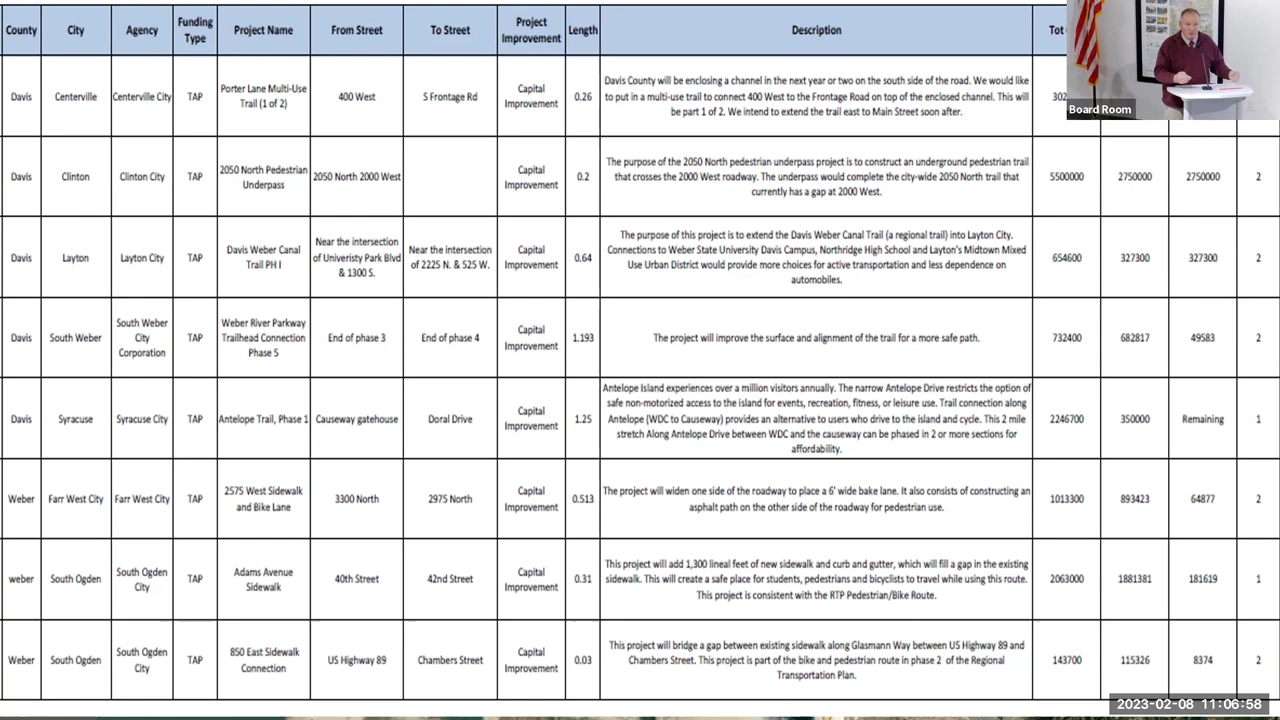 County City Agency Funding Type Project Name From Street To Street Project Improvement Length Description Tot
Davis Centerville Centerville City TAP Porter Lane Multi-Use Trail (1 of 2) 400 West S Frontage Rd Capital Improvement 0.26 Davis County will be enclosing a channel in the next year or two on the south side of the road. We would like to put in a multi-use trail to connect 400 West to the Frontage Road on top of the enclosed channel. This will be part 1 of 2. We intend to extend the trail east to Main Street soon after. 302
Board Room
Davis Clinton Clinton City TAP 2050 North Pedestrian Underpass 2050 North 2000 West Capital Improvement 0.2 The purpose of the 2050 North pedestrian underpass project is to construct an underground pedestrian trail that crosses the 2000 West roadway. The underpass would complete the city-wide 2050 North trail that currently has a gap at 2000 West. 5500000 2750000 2750000 2
Davis Layton Layton City TAP Davis Weber Canal Trail PH I Near the intersection of Univeristy Park Blvd & 1300 S. Near the intersection of 2225 N. & 525 W. Capital Improvement 0.64 The purpose of this project is to extend the Davis Weber Canal Trail (a regional trail) into Layton City. Connections to Weber State University Davis Campus, Northridge High School and Layton's Midtown Mixed Use Urban District would provide more choices for active transportation and less dependence on automobiles. 654600 327300 327300 2
Davis South Weber South Weber City Corporation TAP Weber River Parkway Trailhead Connection Phase 5 End of phase 3 End of phase 4 Capital Improvement 1.193 The project will improve the surface and alignment of the trail for a more safe path. 732400 682817 49583 2
Davis Syracuse Syracuse City TAP Antelope Trail, Phase 1 Causeway gatehouse Doral Drive Capital Improvement 1.25 Antelope Island experiences over a million visitors annually. The narrow Antelope Drive restricts the option of safe non-motorized access to the island for events, recreation, fitness, or leisure use. Trail connection along Antelope (WDC to Causeway) provides an alternative to users who drive to the island and cycle. This 2 mile stretch Along Antelope Drive between WDC and the causeway can be phased in 2 or more sections for affordability. 2246700 350000 Remaining 1
Weber Farr West City Farr West City TAP 2575 West Sidewalk and Bike Lane 3300 North 2975 North Capital Improvement 0.513 The project will widen one side of the roadway to place a 6' wide bake lane. It also consists of constructing an asphalt path on the other side of the roadway for pedestrian use. 1013300 893423 64877 2
weber South Ogden South Ogden City TAP Adams Avenue Sidewalk 40th Street 42nd Street Capital Improvement 0.31 This project will add 1,300 lineal feet of new sidewalk and curb and gutter, which will fill a gap in the existing sidewalk. This will create a safe place for students, pedestrians and bicyclists to travel while using this route. This project is consistent with the RTP Pedestrian/Bike Route. 2063000 1881381 181619 1
Weber South Ogden South Ogden City TAP 850 East Sidewalk Connection US Highway 89 Chambers Street Capital Improvement 0.03 This project will bridge a gap between existing sidewalk along Glasmann Way between US Highway 89 and Chambers Street. This project is part of the bike and pedestrian route in phase 2 of the Regional Transportation Plan. 143700 115326 8374 2
2023-02-08 11:06:58